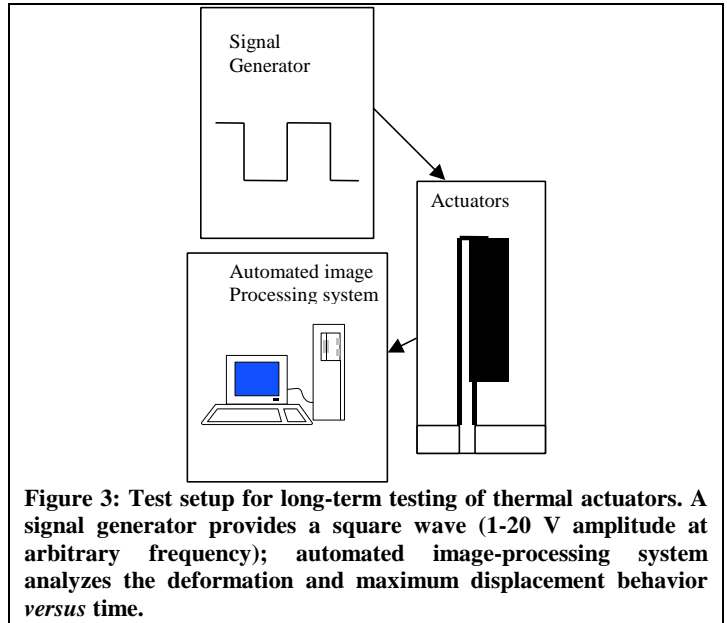 Signal
Generator
Actuators
Automated image
Processing system
Figure 3: Test setup for long-term testing of thermal actuators. A
signal generator provides a square wave (1-20 V amplitude at
arbitrary frequency); automated image-processing system
analyzes the deformation and maximum displacement behavior
versus time.